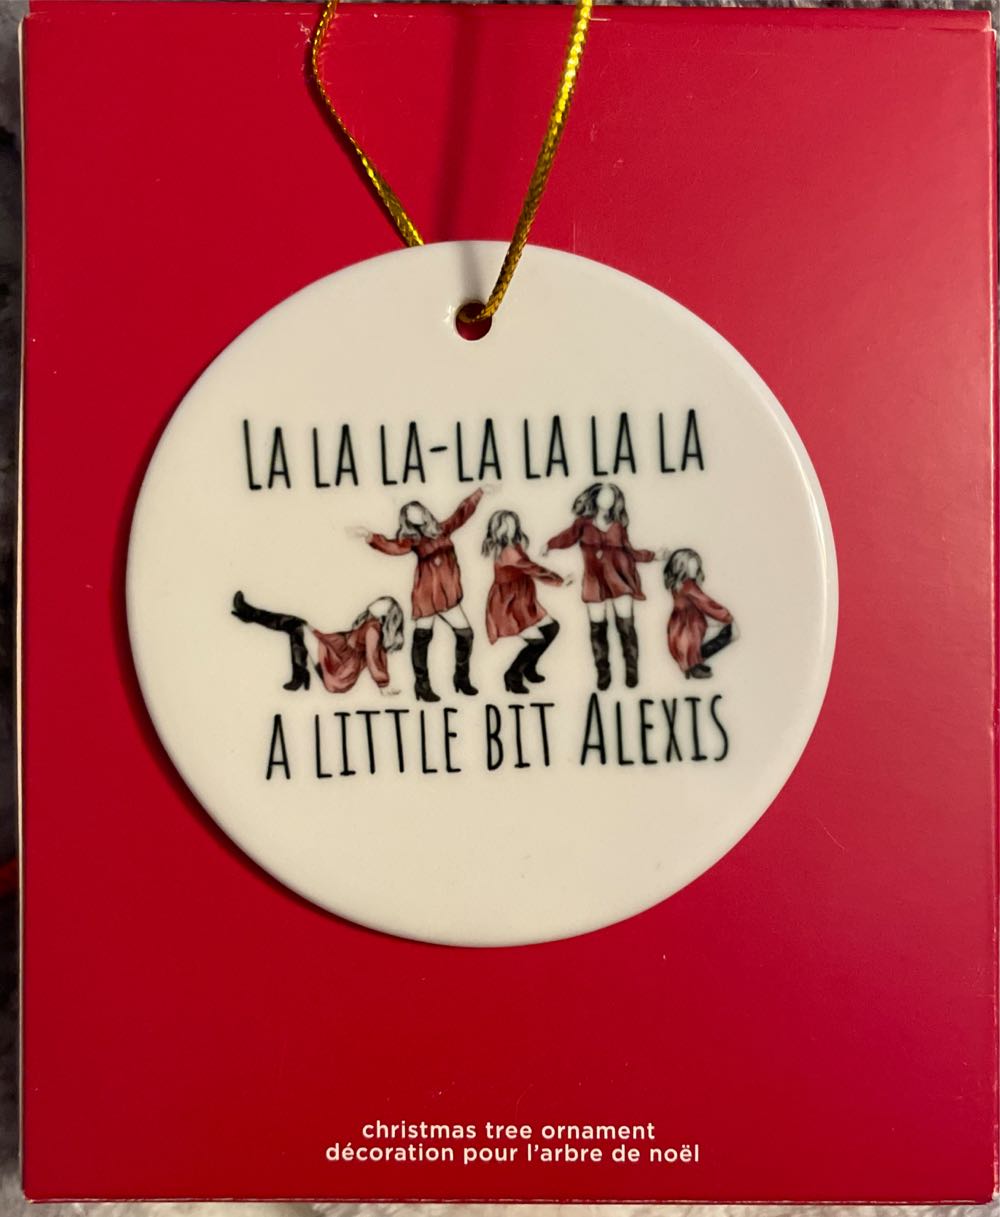 La la la-la la la la
a little bit Alexis
christmas tree ornament
décoration pour l'arbre de noël